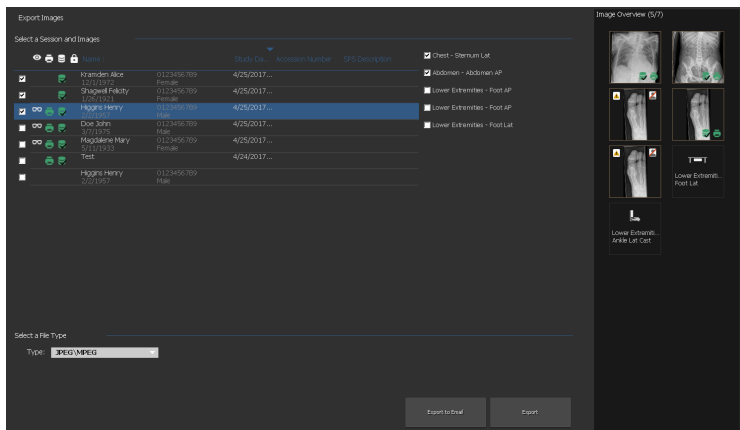 Export Images
Image Overview (5/7)
Select a Session and Images
Name
Study Da... Accession Number SPS Description
Kramden Alice 0123456789 4/25/2017...
12/1/1972 Female
Shagwell Felicity 0123456789 4/25/2017...
1/26/1921 Female
Higgins Henry 0123456789 4/25/2017...
2/2/1957 Male
Doe John 0123456789 4/25/2017...
3/7/1975 Male
Magdalene Mary 0123456789 4/25/2017...
5/11/1933 Female
Test 4/24/2017...
Higgins Henry 0123456789
2/2/1957 Male
Chest - Sternum Lat
Abdomen - Abdomen AP
Lower Extremities - Foot AP
Lower Extremities - Foot AP
Lower Extremities - Foot Lat
Lower Extremiti...
Foot Lat
Lower Extremiti...
Ankle Lat Cast
Select a File Type
Type: JPEG\MPEG
Export to Email
Export